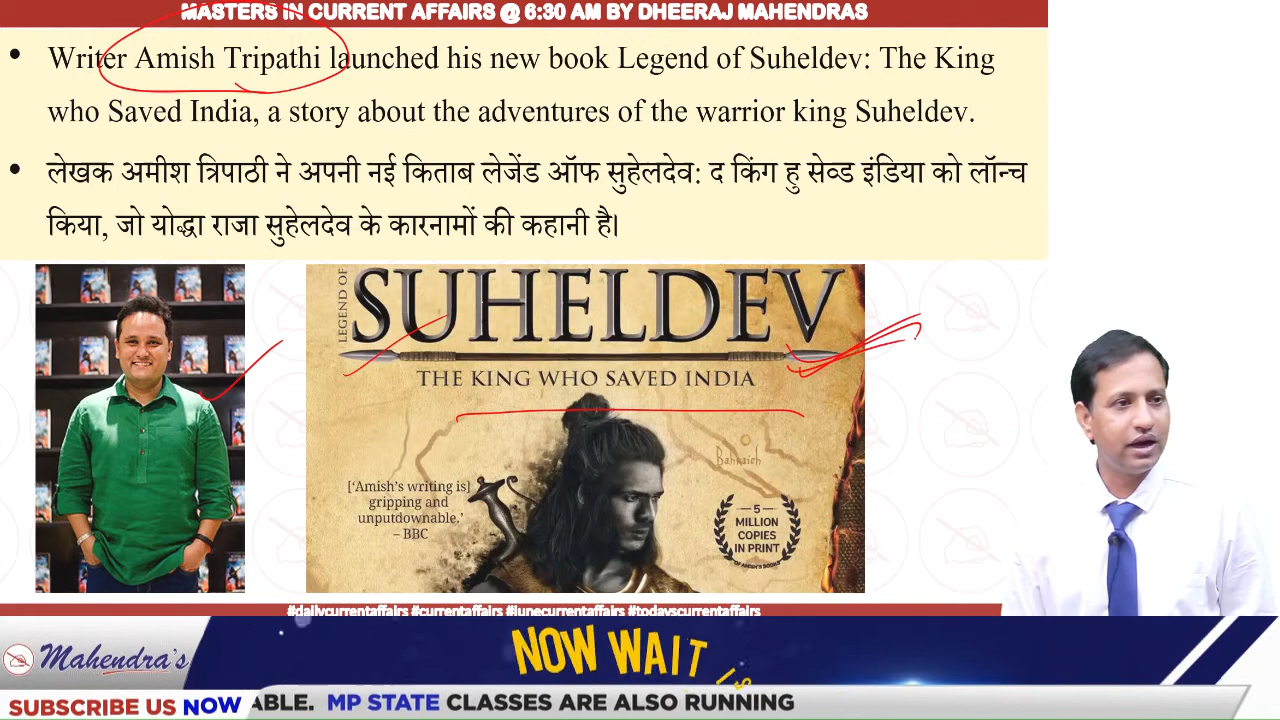 MASTERS IN CURRENT AFFAIRS @ 6:30 AM BY DHEERAJ MAHENDRAS
• Writer Amish Tripathi launched his new book Legend of Suheldev: The King
who Saved India, a story about the adventures of the warrior king Suheldev.
• लेखक अमीश त्रिपाठी ने अपनी नई किताब लेजेंड ऑफ सुहेलदेव: द किंग हु सेव्ड इंडिया को लॉन्च
किया, जो योद्धा राजा सुहेलदेव के कारनामों की कहानी है।
LEGEND OF
SUHELDEV
THE KING WHO SAVED INDIA
Bahraich
['Amish's writing is]
gripping and
unputdownable.'
– BBC
5
MILLION
COPIES
IN PRINT
OF AMISH'S BOOKS
#dailycurrentaffairs #currentaffairs #junecurrentaffairs #todayscurrentaffairs
Mahendra's
NOW WAIT IS
SUBSCRIBE US NOW
ABLE. MP STATE CLASSES ARE ALSO RUNNING